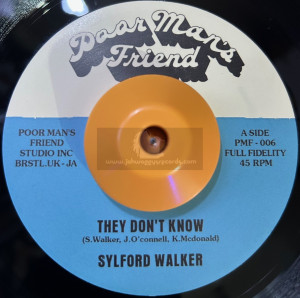 Poor Man's
Friend
POOR MAN'S
FRIEND
STUDIO INC
BRSTL.UK - JA
A SIDE
PMF - 006
FULL FIDELITY
45 RPM
THEY DON'T KNOW
(S.Walker, J.O'connell, K.Mcdonald)
SYLFORD WALKER